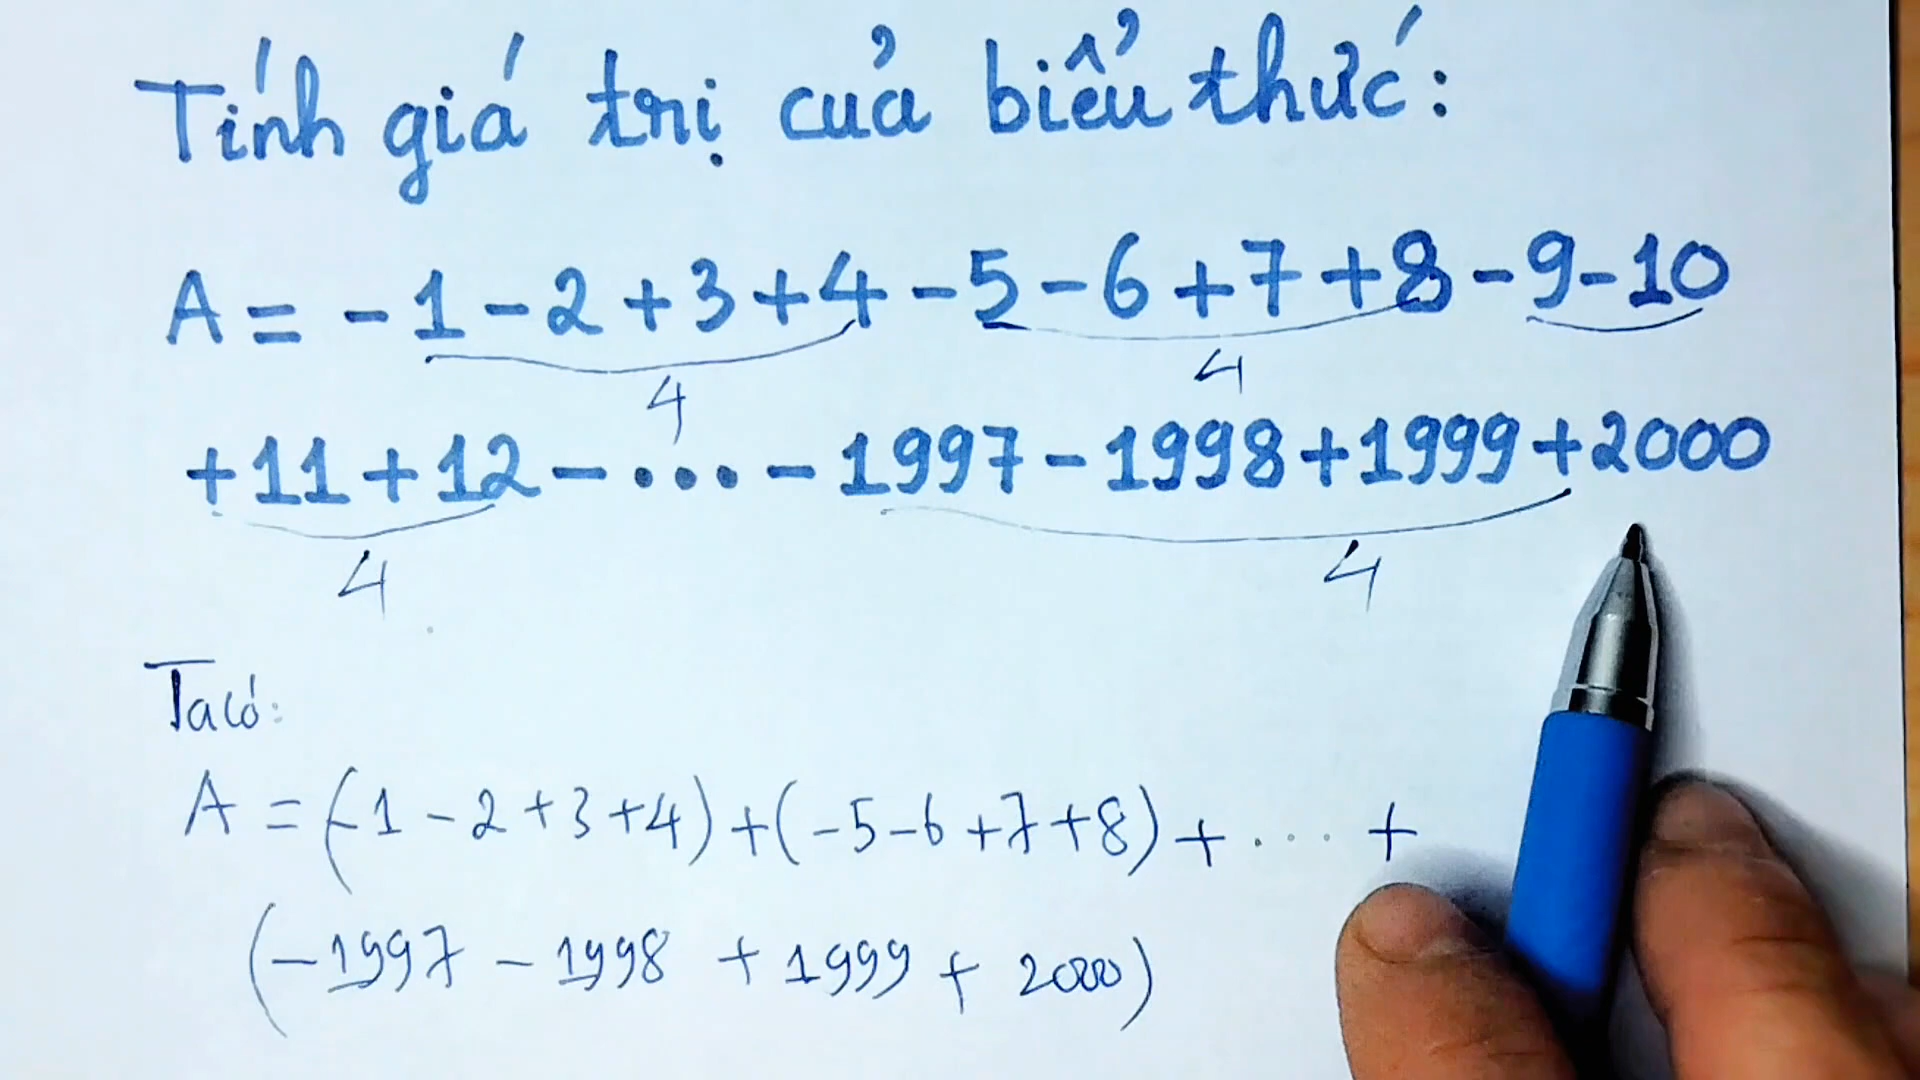 Tính giá trị của biểu thức:
A = - 1 - 2 + 3 + 4 - 5 - 6 + 7 + 8 - 9 - 10
4 4
+ 11 + 12 - ... - 1997 - 1998 + 1999 + 2000
4 4
Ta có:
A = (-1 - 2 + 3 + 4) + (-5 - 6 + 7 + 8) + .... +
(-1997 - 1998 + 1999 + 2000)